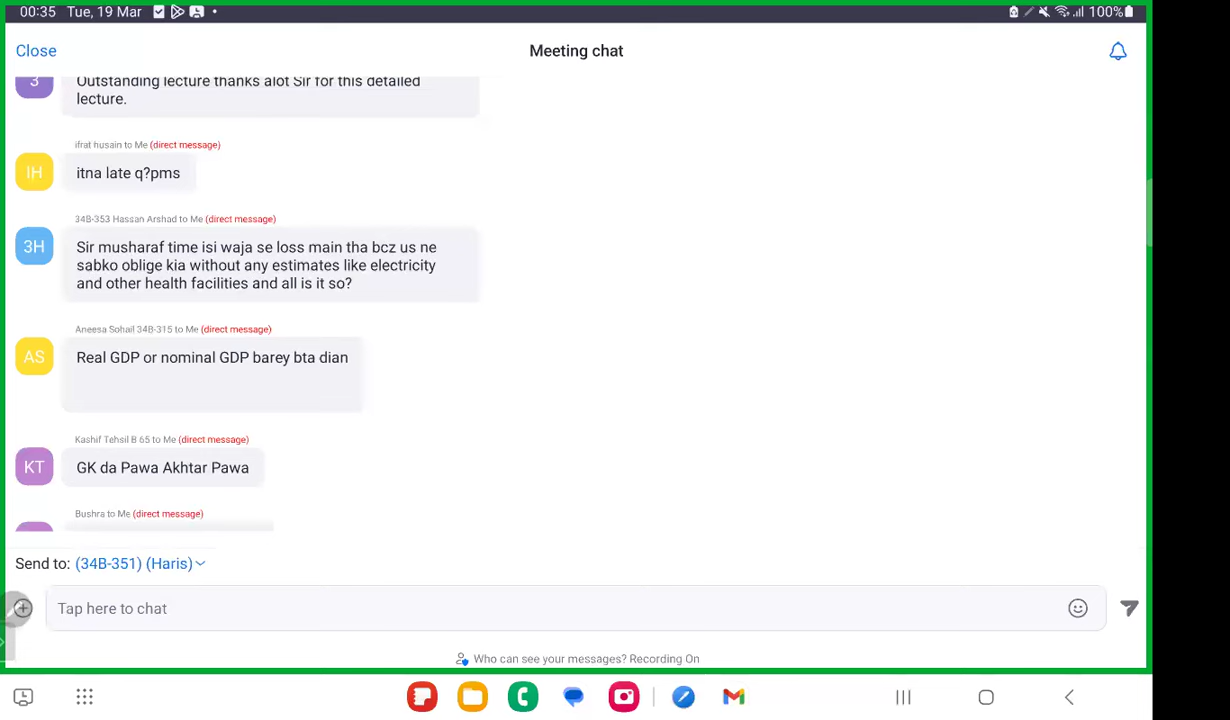 00:35 Tue, 19 Mar 100%
Close Meeting chat
3 Outstanding lecture thanks alot Sir for this detailed
lecture.
ifrat husain to Me (direct message)
IH itna late q?pms
34B-353 Hassan Arshad to Me (direct message)
3H Sir musharaf time isi waja se loss main tha bcz us ne
sabko oblige kia without any estimates like electricity
and other health facilities and all is it so?
Aneesa Sohail 34B-315 to Me (direct message)
AS Real GDP or nominal GDP barey bta dian
Kashif Tehsil B 65 to Me (direct message)
KT GK da Pawa Akhtar Pawa
Bushra to Me (direct message)
Send to: (34B-351) (Haris)
Tap here to chat
Who can see your messages? Recording On